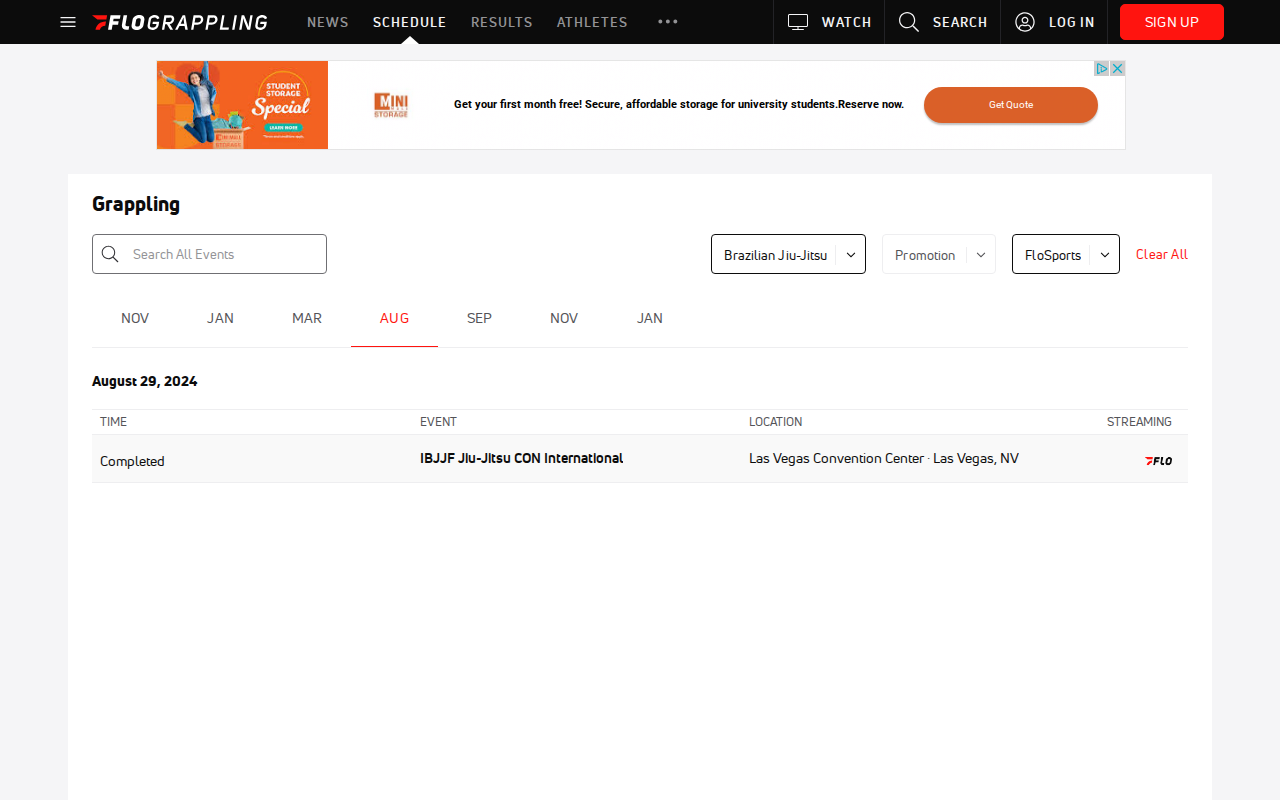 FLOGRAPPLING NEWS SCHEDULE RESULTS ATHLETES WATCH SEARCH LOG IN SIGN UP
STUDENT
STORAGE
Special
LEARN MORE
MINI
STORAGE
Get your first month free! Secure, affordable storage for university students.Reserve now.
Get Quote
Grappling
Search All Events
Brazilian Jiu-Jitsu Promotion FloSports Clear All
NOV JAN MAR AUG SEP NOV JAN
August 29, 2024
TIME EVENT LOCATION STREAMING
Completed IBJJF Jiu-Jitsu CON International Las Vegas Convention Center · Las Vegas, NV FLO